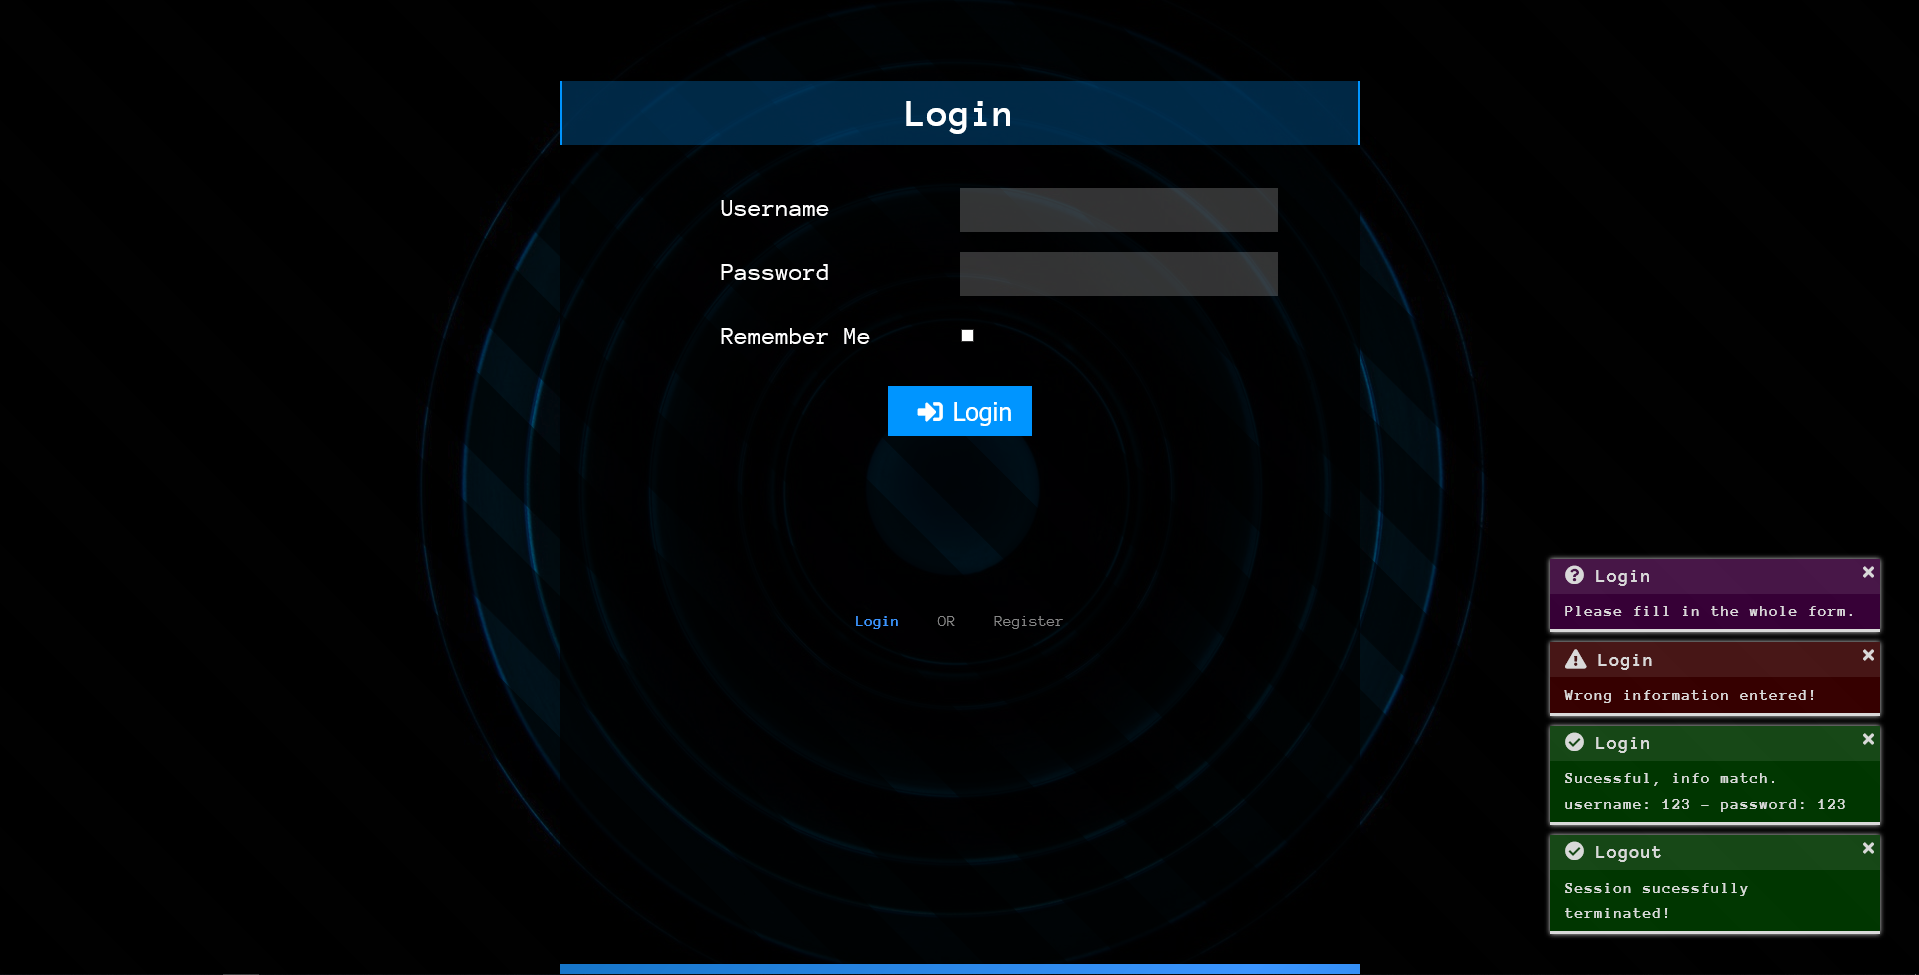 Login
Username
Password
Remember Me
Login
Login OR Register
Login
Please fill in the whole form.
Login
Wrong information entered!
Login
Sucessful, info match.
username: 123 - password: 123
Logout
Session sucessfully
terminated!